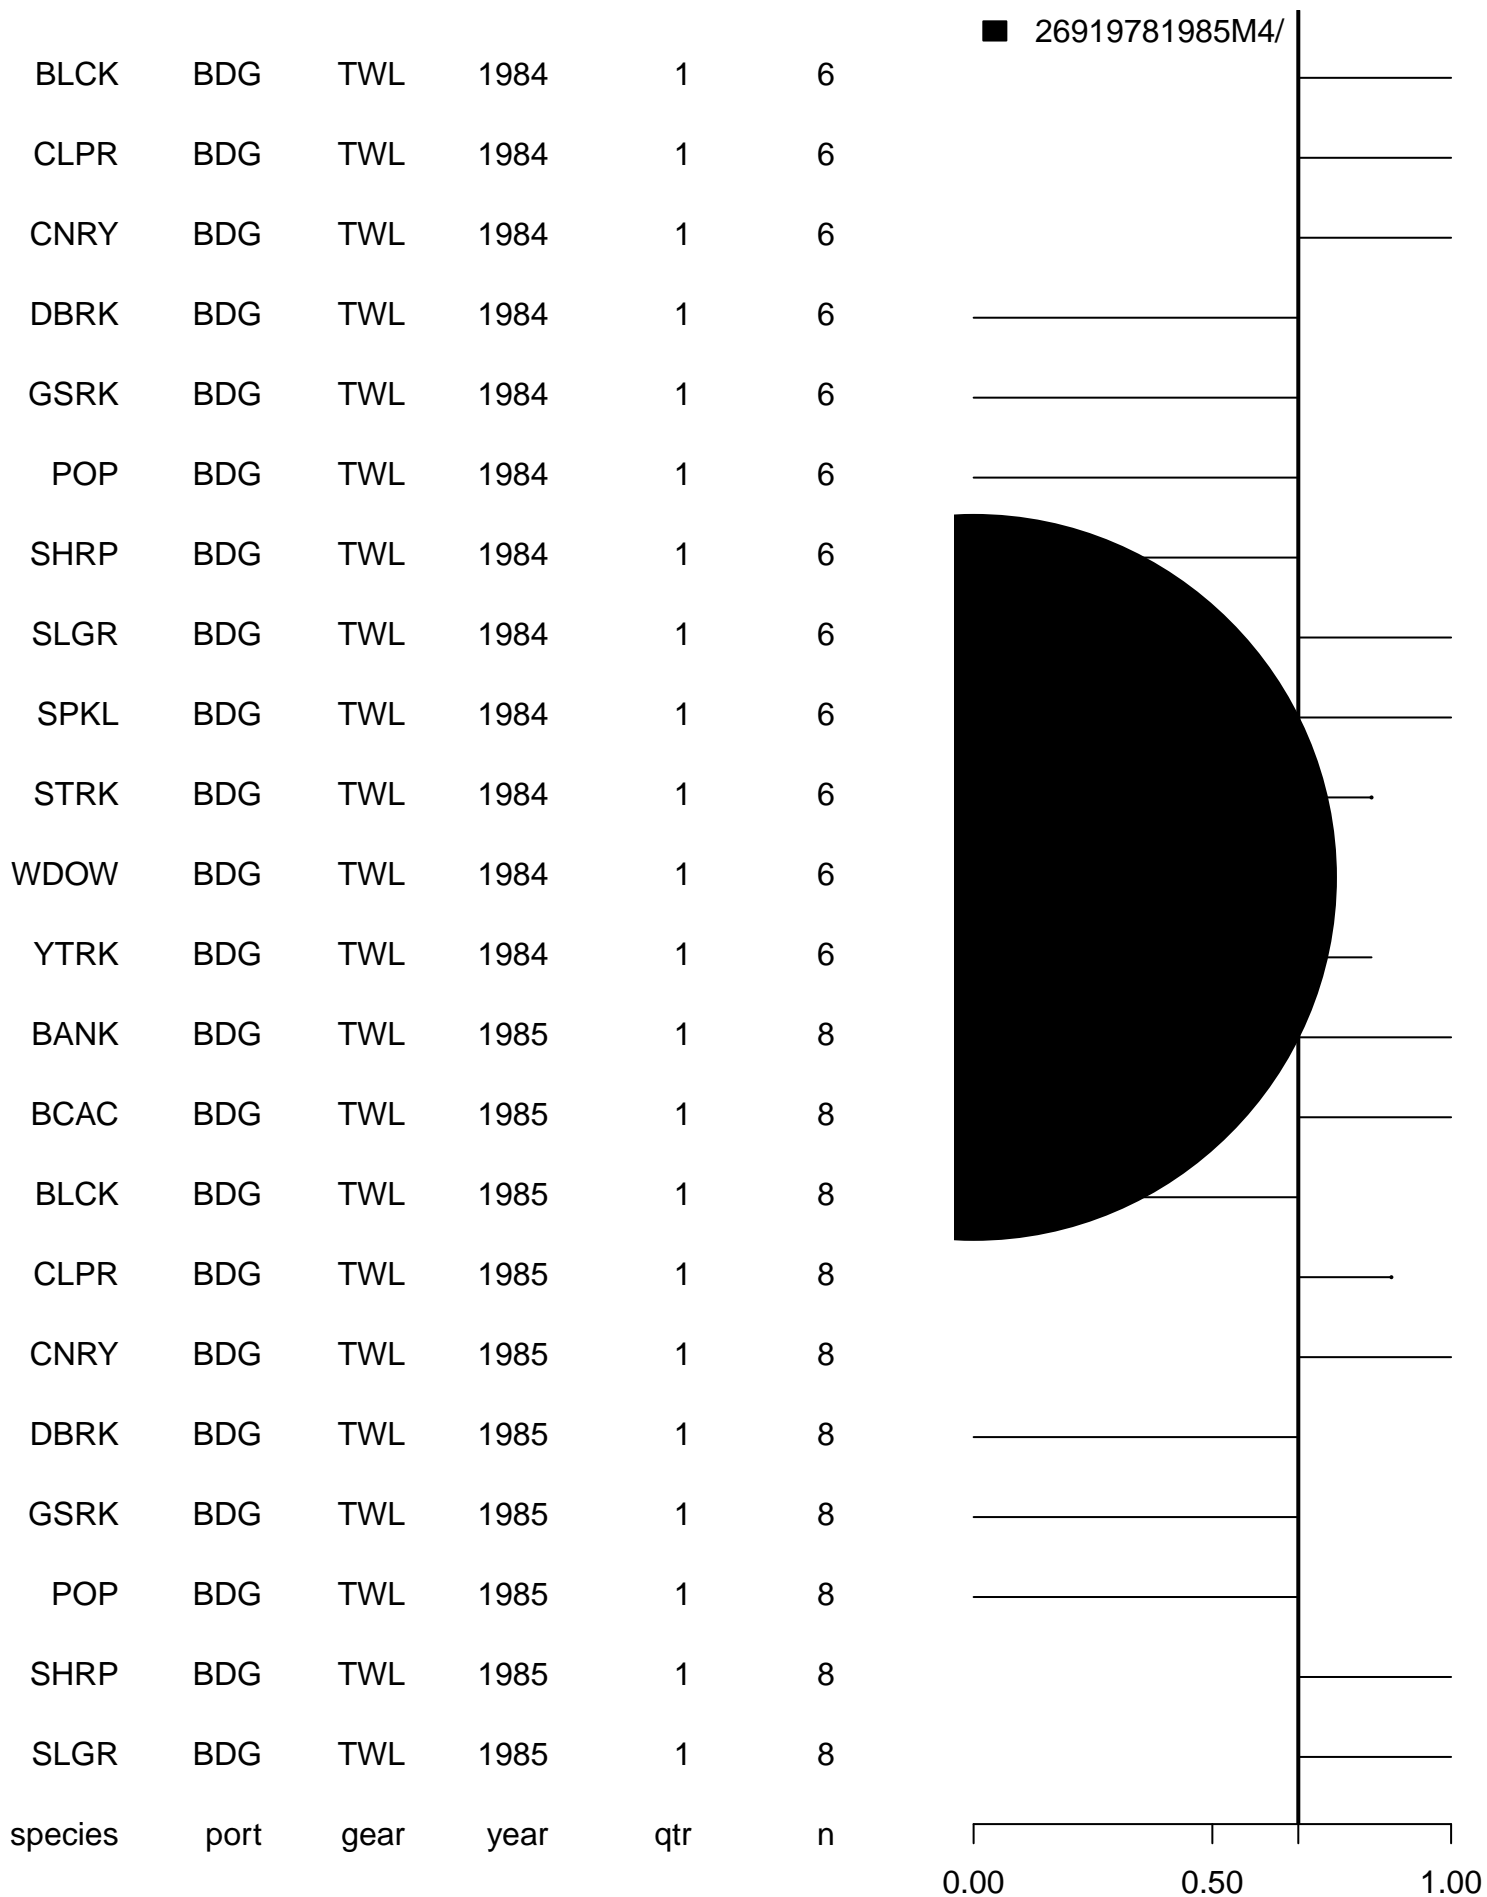 26919781985M4/
BLCK BDG TWL 1984 1 6
CLPR BDG TWL 1984 1 6
CNRY BDG TWL 1984 1 6
DBRK BDG TWL 1984 1 6
GSRK BDG TWL 1984 1 6
POP BDG TWL 1984 1 6
SHRP BDG TWL 1984 1 6
SLGR BDG TWL 1984 1 6
SPKL BDG TWL 1984 1 6
STRK BDG TWL 1984 1 6
WDOW BDG TWL 1984 1 6
YTRK BDG TWL 1984 1 6
BANK BDG TWL 1985 1 8
BCAC BDG TWL 1985 1 8
BLCK BDG TWL 1985 1 8
CLPR BDG TWL 1985 1 8
CNRY BDG TWL 1985 1 8
DBRK BDG TWL 1985 1 8
GSRK BDG TWL 1985 1 8
POP BDG TWL 1985 1 8
SHRP BDG TWL 1985 1 8
SLGR BDG TWL 1985 1 8
species port gear year qtr n
0.00 0.50 1.00